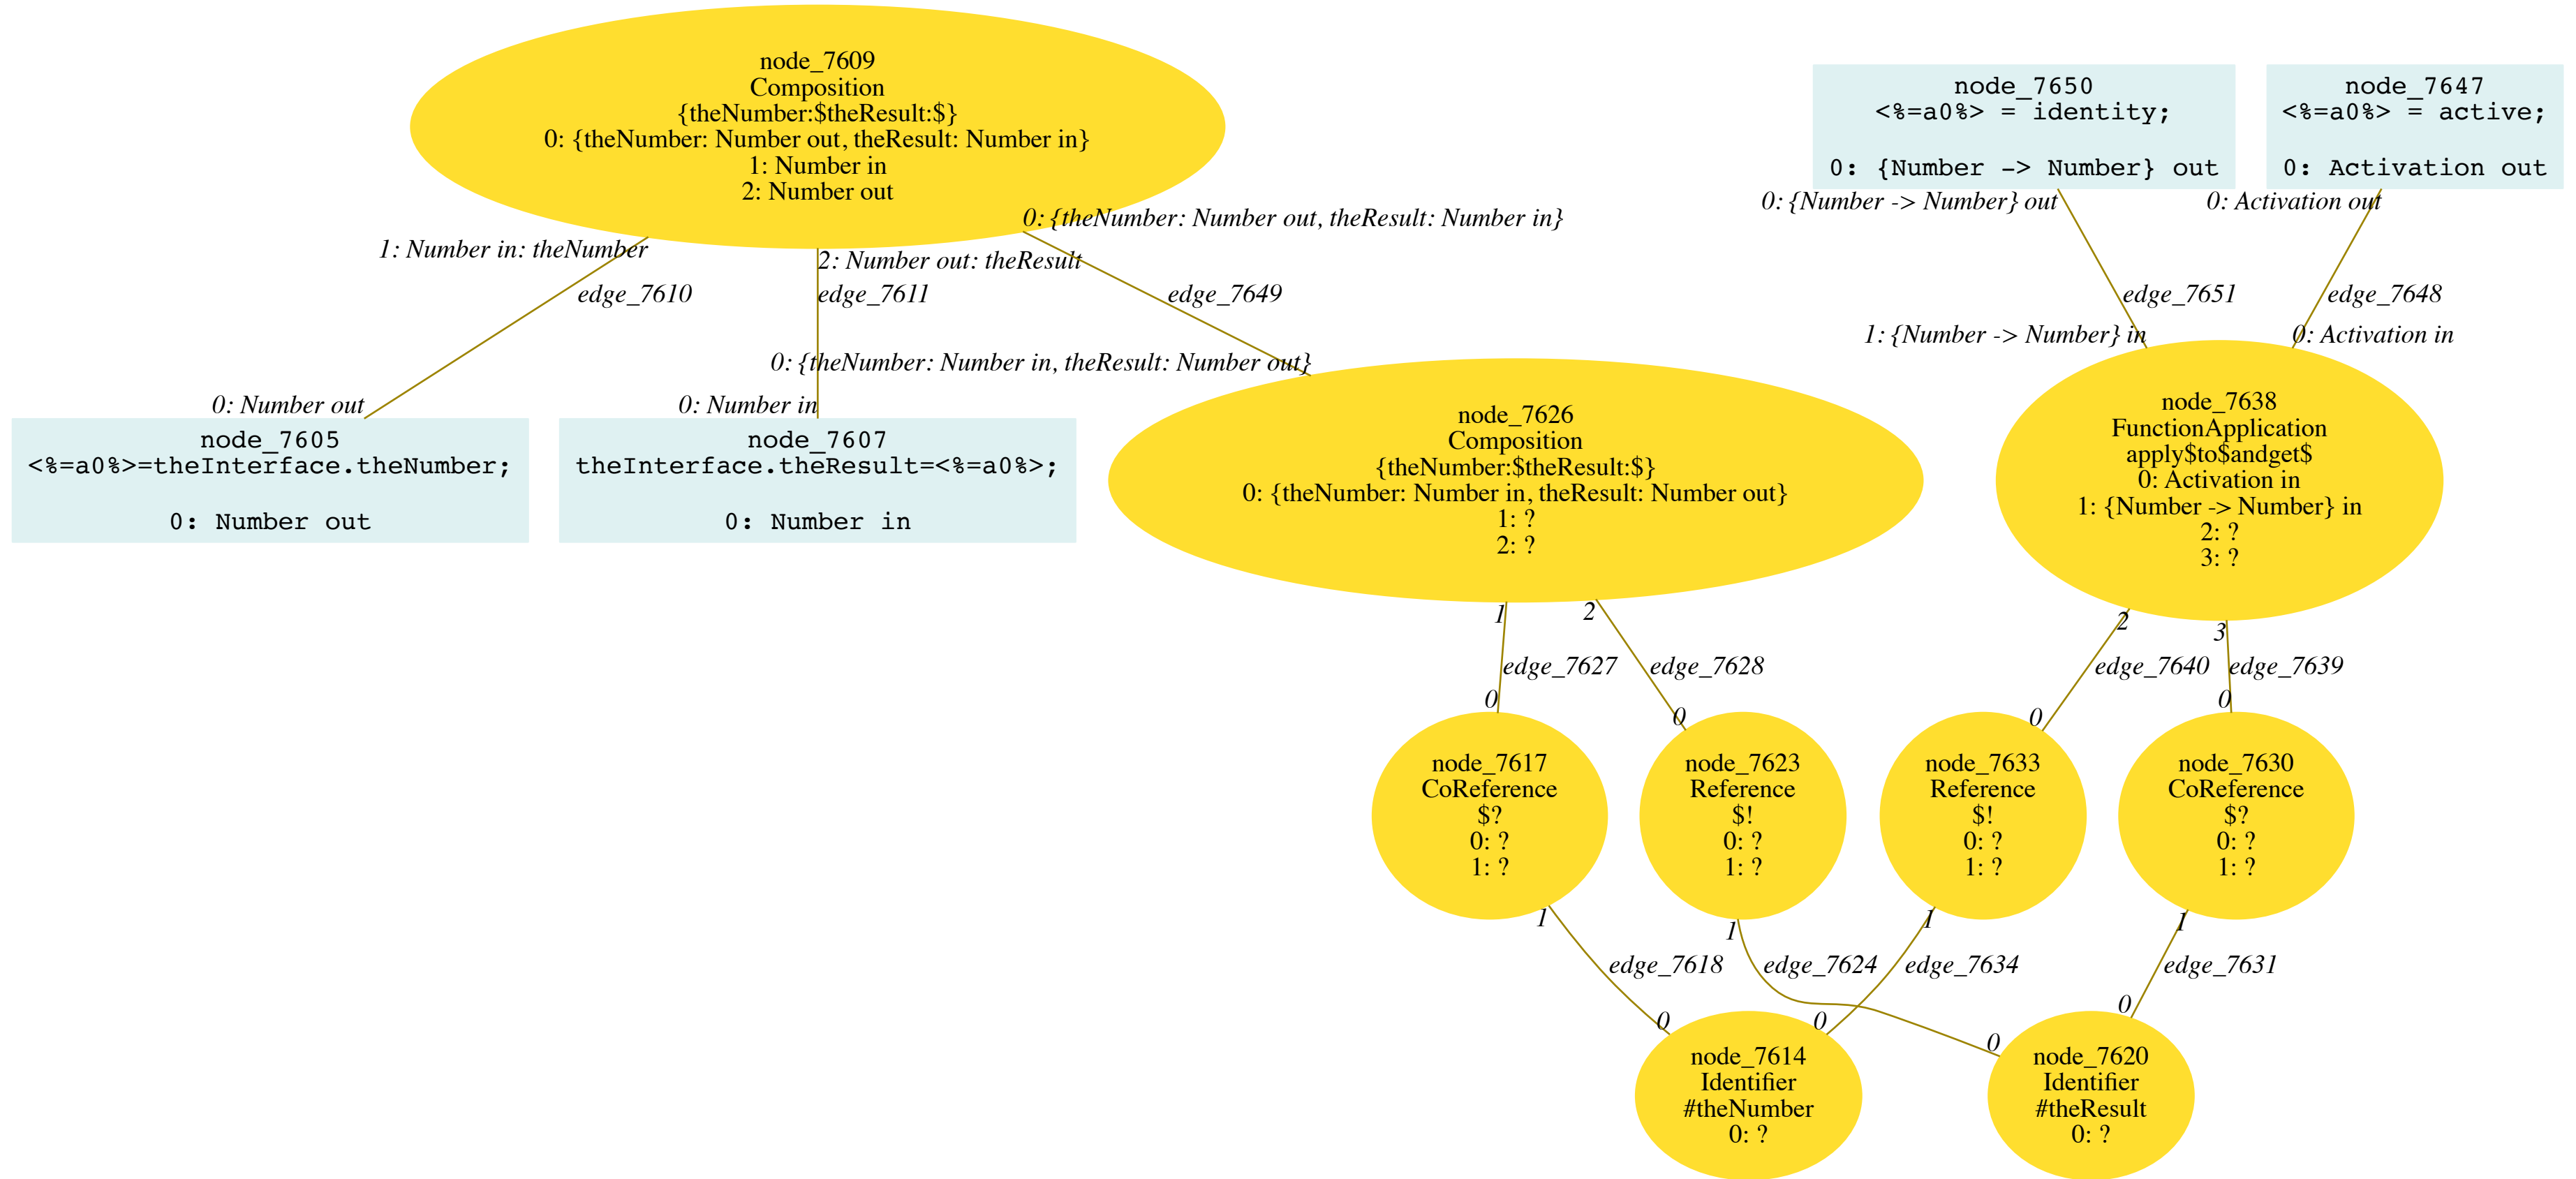 node_7609
Composition
{theNumber:$theResult:$}
0: {theNumber: Number out, theResult: Number in}
1: Number in
2: Number out
node_7650
<%=a0%> = identity;
0: {Number -> Number} out
node_7647
<%=a0%> = active;
0: Activation out
0: {Number -> Number} out
0: Activation out
0: {theNumber: Number out, theResult: Number in}
1: Number in: theNumber
2: Number out: theResult
edge_7610
edge_7611
edge_7649
edge_7651
edge_7648
1: {Number -> Number} in
0: Activation in
0: {theNumber: Number in, theResult: Number out}
0: Number out
0: Number in
node_7605
<%=a0%>=theInterface.theNumber;
0: Number out
node_7607
theInterface.theResult=<%=a0%>;
0: Number in
node_7626
Composition
{theNumber:$theResult:$}
0: {theNumber: Number in, theResult: Number out}
1: ?
2: ?
node_7638
FunctionApplication
apply$to$andget$
0: Activation in
1: {Number -> Number} in
2: ?
3: ?
1
2
2
3
edge_7627
edge_7628
edge_7640
edge_7639
0
0
0
0
node_7617
CoReference
$?
0: ?
1: ?
node_7623
Reference
$!
0: ?
1: ?
node_7633
Reference
$!
0: ?
1: ?
node_7630
CoReference
$?
0: ?
1: ?
1
1
1
1
edge_7618
edge_7624
edge_7634
edge_7631
0
0
0
0
node_7614
Identifier
#theNumber
0: ?
node_7620
Identifier
#theResult
0: ?